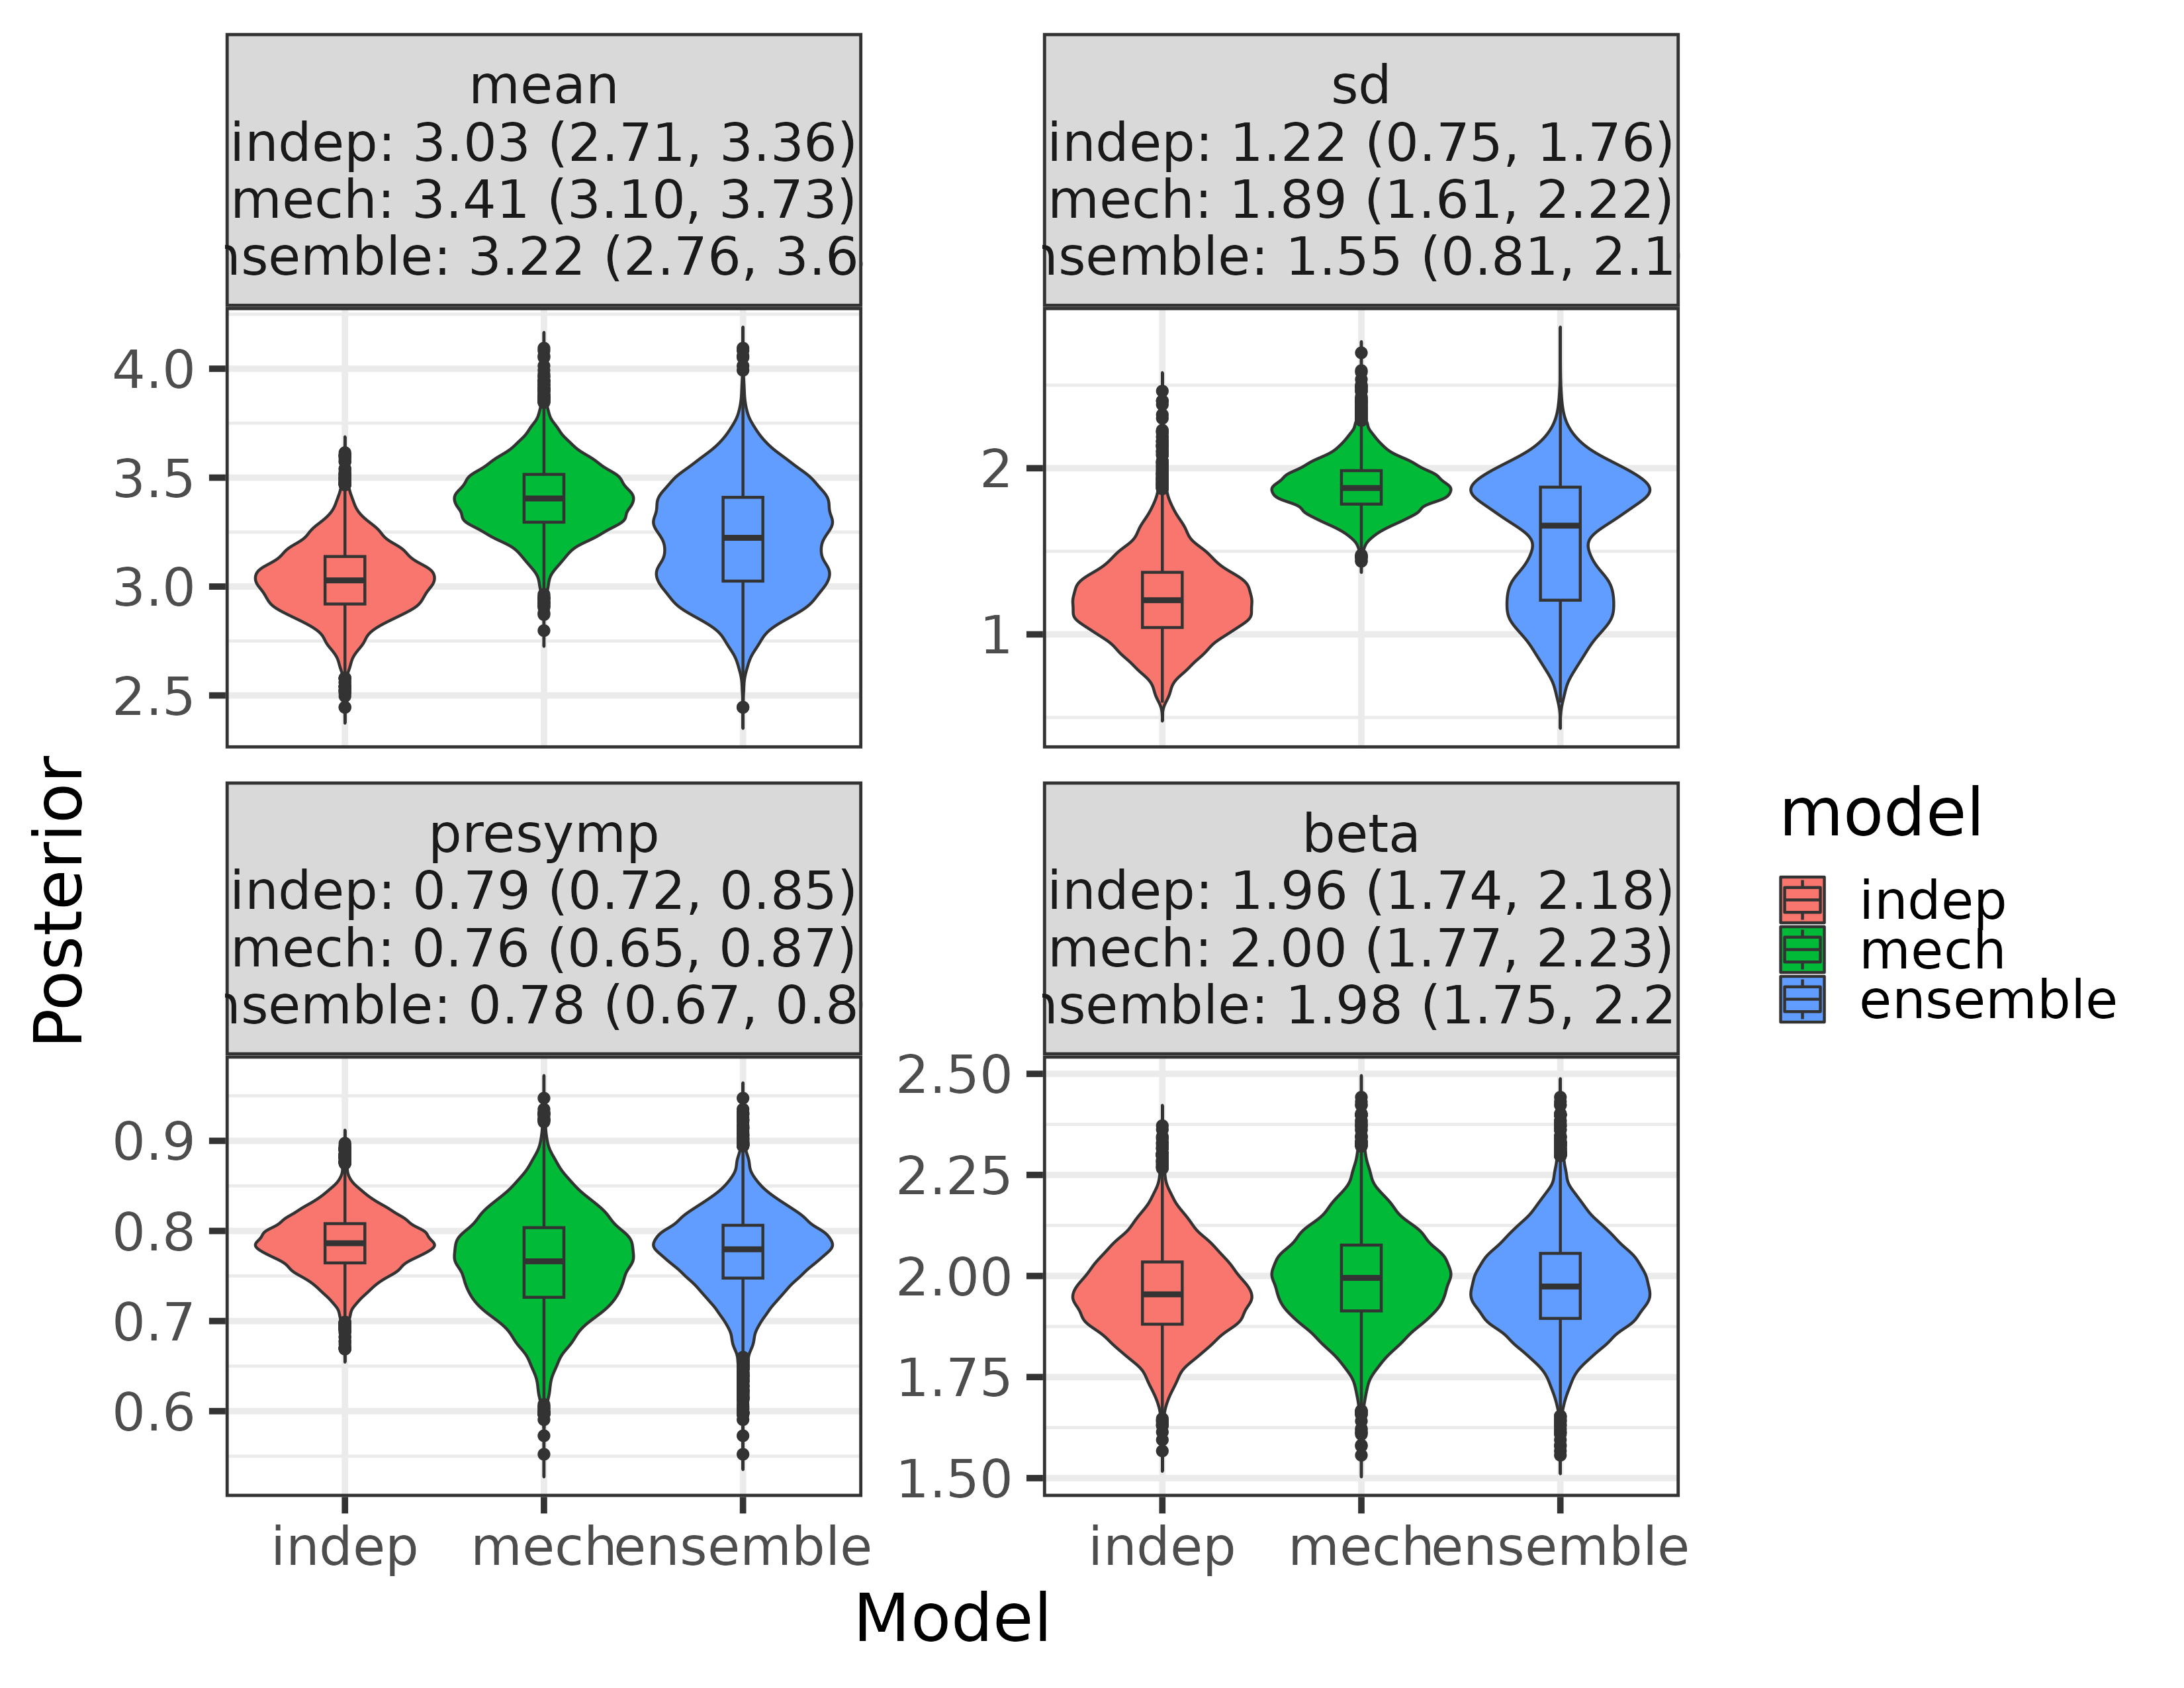 mean
indep: 3.03 (2.71, 3.36)
mech: 3.41 (3.10, 3.73)
nsemble: 3.22 (2.76, 3.6
sd
indep: 1.22 (0.75, 1.76)
mech: 1.89 (1.61, 2.22)
nsemble: 1.55 (0.81, 2.1
4.0
3.5
3.0
2.5
2
1
Posterior
presymp
indep: 0.79 (0.72, 0.85)
mech: 0.76 (0.65, 0.87)
nsemble: 0.78 (0.67, 0.8
beta
indep: 1.96 (1.74, 2.18)
mech: 2.00 (1.77, 2.23)
nsemble: 1.98 (1.75, 2.2
0.9
0.8
0.7
0.6
2.50
2.25
2.00
1.75
1.50
indep mech ensemble
indep mech ensemble
Model
model
indep
mech
ensemble